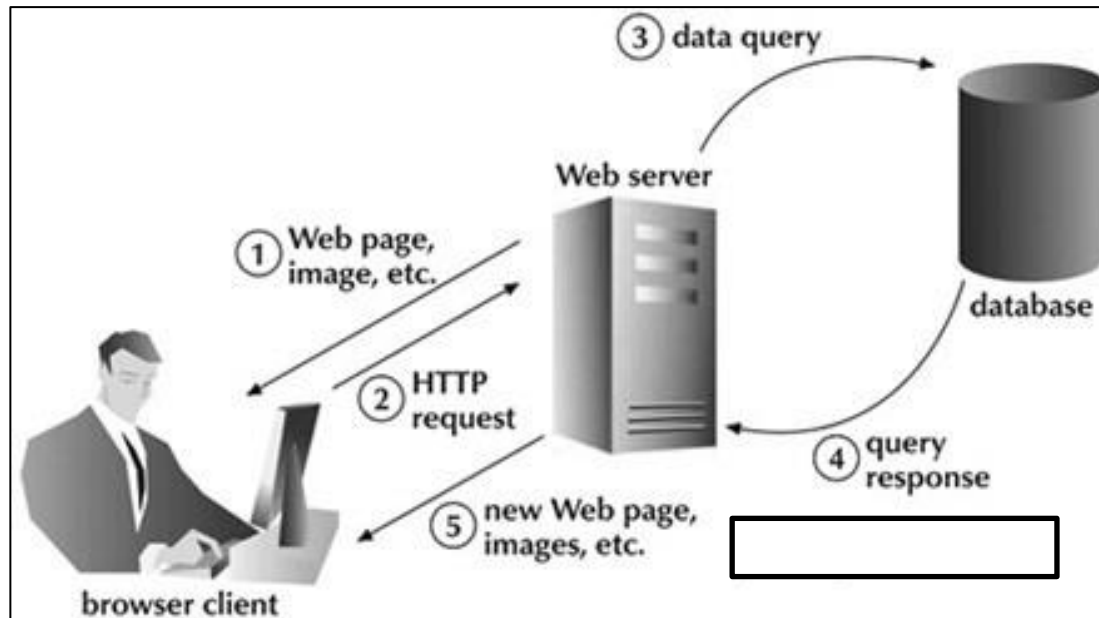 3 data query
Web server
1 Web page,
image, etc.
database
2 HTTP
request
4 query
response
5 new Web page,
images, etc.
browser client